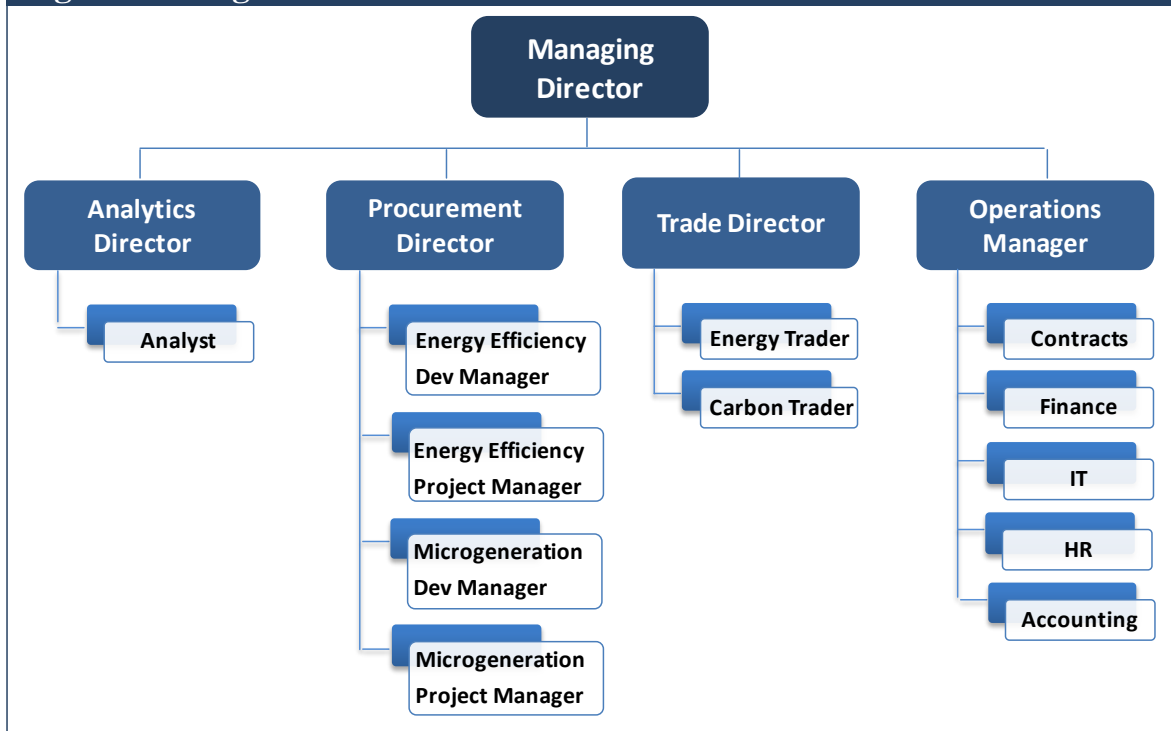 Managing
Director
Analytics
Director
Procurement
Director
Trade Director
Operations
Manager
Analyst
Energy Efficiency
Dev Manager
Energy Efficiency
Project Manager
Microgeneration
Dev Manager
Microgeneration
Project Manager
Energy Trader
Carbon Trader
Contracts
Finance
IT
HR
Accounting